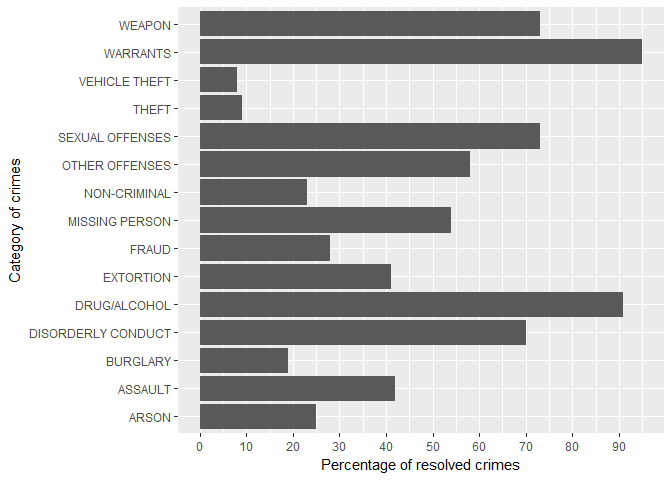 WEAPON
WARRANTS
VEHICLE THEFT
THEFT
SEXUAL OFFENSES
OTHER OFFENSES
NON-CRIMINAL
MISSING PERSON
FRAUD
EXTORTION
DRUG/ALCOHOL
DISORDERLY CONDUCT
BURGLARY
ASSAULT
ARSON
Category of crimes
0 10 20 30 40 50 60 70 80 90
Percentage of resolved crimes